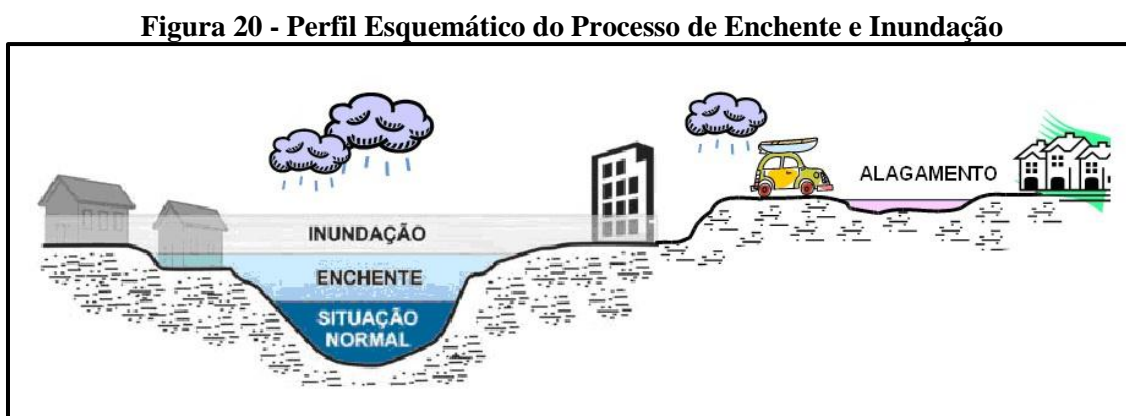 Figura 20 - Perfil Esquemático do Processo de Enchente e Inundação
ALAGAMENTO
INUNDAÇÃO
ENCHENTE
SITUAÇÃO
NORMAL